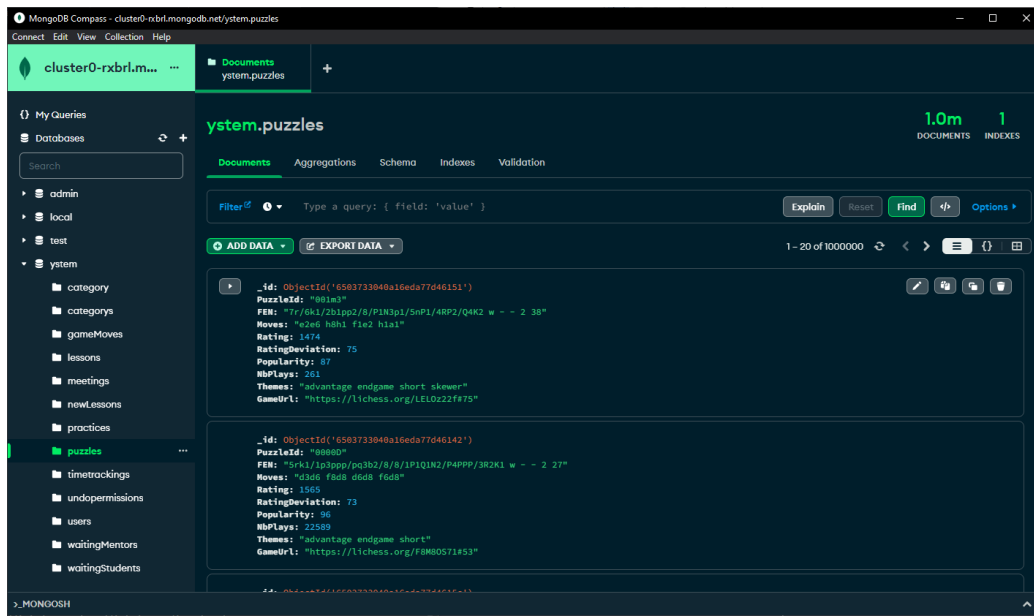 MongoDB Compass - cluster0-rxbrl.mongodb.net/ystem.puzzles
Connect Edit View Collection Help
cluster0-rxbrl.m... ...
Documents
ystem.puzzles
+
{} My Queries
Databases
Search
admin
local
test
ystem
category
categorys
gameMoves
lessons
meetings
newLessons
practices
puzzles ...
timetrackings
undopermissions
users
waitingMentors
waitingStudents
ystem.puzzles
1.0m
DOCUMENTS
1
INDEXES
Documents Aggregations Schema Indexes Validation
Filter Type a query: { field: 'value' } Explain Reset Find </> Options
ADD DATA EXPORT DATA 1 – 20 of 1000000 {}
_id: ObjectId('6503733040a16eda77d46151')
PuzzleId: "001m3"
FEN: "7r/6k1/2b1pp2/8/P1N3p1/5nP1/4RP2/Q4K2 w - - 2 38"
Moves: "e2e6 h8h1 f1e2 h1a1"
Rating: 1474
RatingDeviation: 75
Popularity: 87
NbPlays: 261
Themes: "advantage endgame short skewer"
GameUrl: "https://lichess.org/LELOz22f#75"
_id: ObjectId('6503733040a16eda77d46142')
PuzzleId: "0000D"
FEN: "5rk1/1p3ppp/pq3b2/8/8/1P1Q1N2/P4PPP/3R2K1 w - - 2 27"
Moves: "d3d6 f8d8 d6d8 f6d8"
Rating: 1565
RatingDeviation: 73
Popularity: 96
NbPlays: 22589
Themes: "advantage endgame short"
GameUrl: "https://lichess.org/F8M8OS71#53"
>_MONGOSH